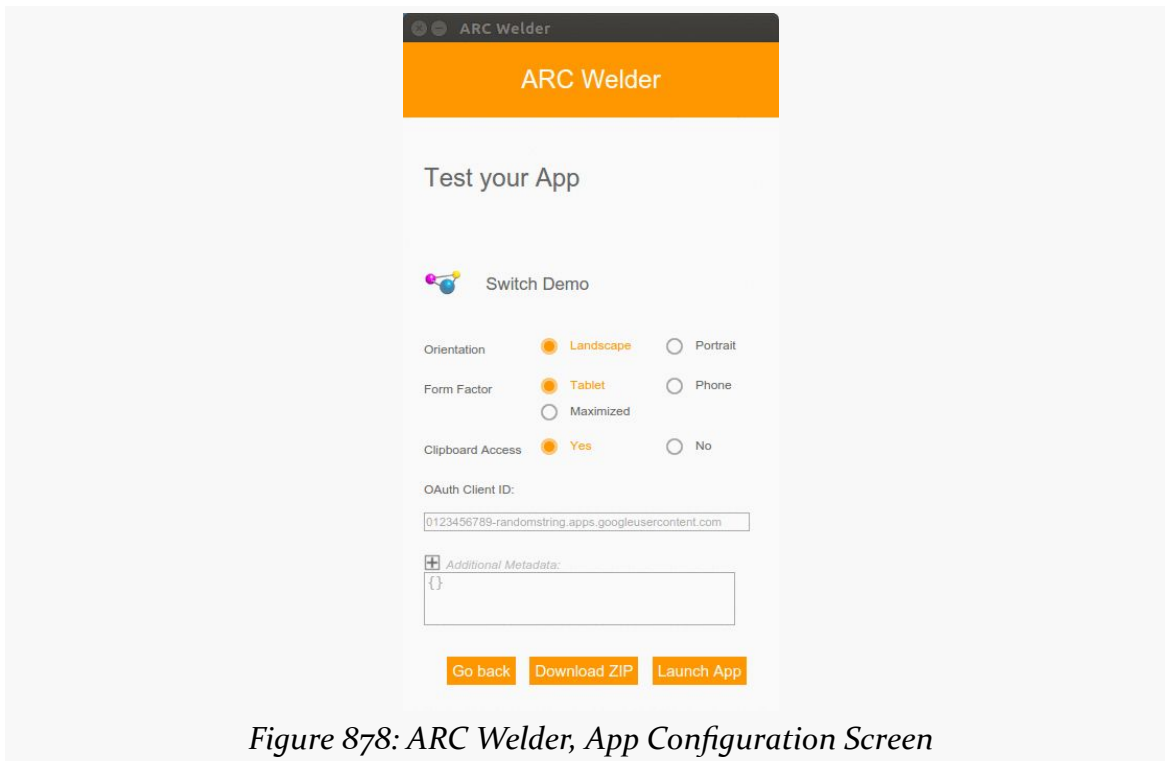 ARC Welder
ARC Welder
Test your App
Switch Demo
Orientation Landscape Portrait
Form Factor Tablet Phone
Maximized
Clipboard Access Yes No
OAuth Client ID:
0123456789-randomstring.apps.googleusercontent.com
Additional Metadata:
{}
Go back Download ZIP Launch App
Figure 878: ARC Welder, App Configuration Screen